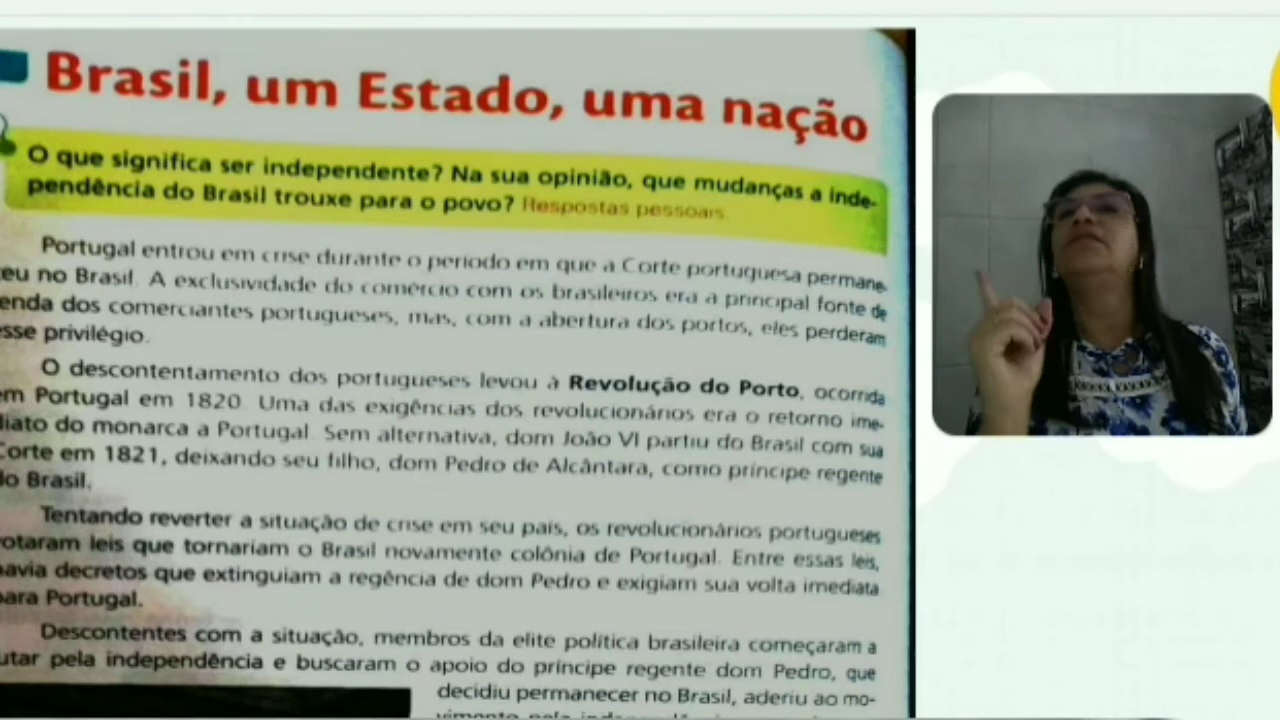 Brasil, um Estado, uma nação
O que significa ser independente? Na sua opinião, que mudanças a inde-
pendência do Brasil trouxe para o povo? Respostas pessoais.
Portugal entrou em crise durante o período em que a Corte portuguesa permane-
eu no Brasil. A exclusividade do comércio com os brasileiros era a principal fonte de
enda dos comerciantes portugueses, mas, com a abertura dos portos, eles perderam
sse privilégio.
O descontentamento dos portugueses levou à Revolução do Porto, ocorrida
em Portugal em 1820. Uma das exigências dos revolucionários era o retorno ime-
diato do monarca a Portugal. Sem alternativa, dom João VI partiu do Brasil com sua
Corte em 1821, deixando seu filho, dom Pedro de Alcântara, como príncipe regente
do Brasil.
Tentando reverter a situação de crise em seu país, os revolucionários portugueses
votaram leis que tornariam o Brasil novamente colônia de Portugal. Entre essas leis,
havia decretos que extinguiam a regência de dom Pedro e exigiam sua volta imediata
para Portugal.
Descontentes com a situação, membros da elite política brasileira começaram a
utar pela independência e buscaram o apoio do príncipe regente dom Pedro, que
decidiu permanecer no Brasil, aderiu ao mo-